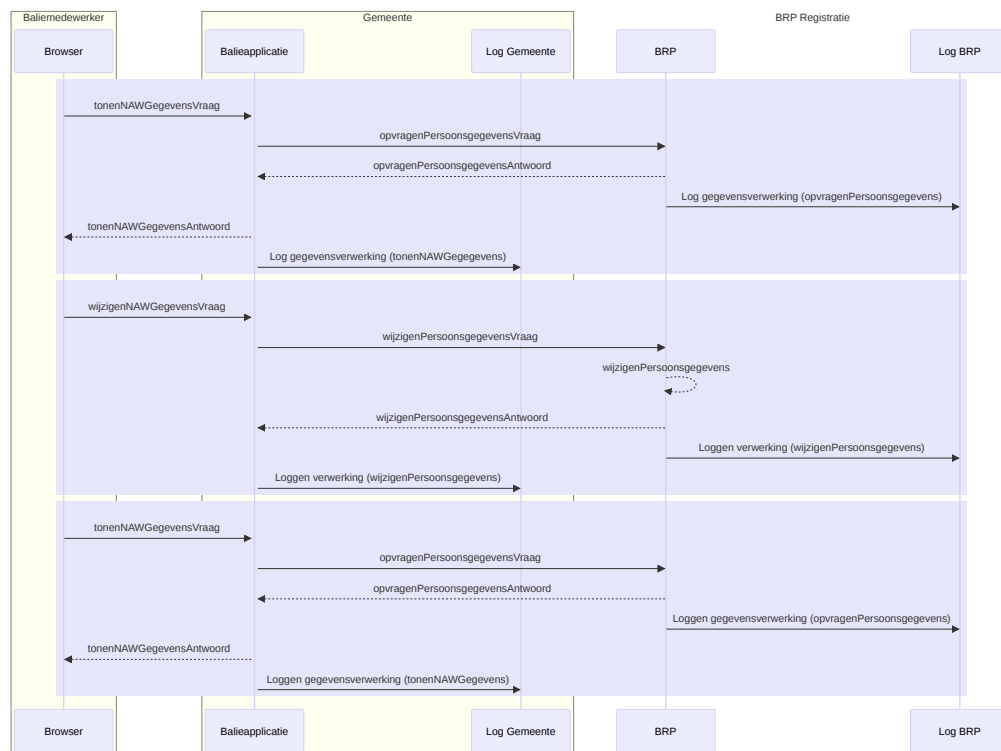 Baliemedewerker
Gemeente
BRP Registratie
Browser
Balieapplicatie
Log Gemeente
BRP
Log BRP
tonenNAWGegevensVraag
opvragenPersoonsgegevensVraag
opvragenPersoonsgegevensAntwoord
Log gegevensverwerking (opvragenPersoonsgegevens)
tonenNAWGegevensAntwoord
Log gegevensverwerking (tonenNAWGegegevens)
wijzigenNAWGegevensVraag
wijzigenPersoonsgegevensVraag
wijzigenPersoonsgegevens
wijzigenPersoonsgegevensAntwoord
Loggen verwerking (wijzigenPersoonsgegevens)
Loggen verwerking (wijzigenPersoonsgegevens)
tonenNAWGegevensVraag
opvragenPersoonsgegevensVraag
opvragenPersoonsgegevensAntwoord
Loggen gegevensverwerking (opvragenPersoonsgegevens)
tonenNAWGegevensAntwoord
Loggen gegevensverwerking (tonenNAWGegevens)
Browser
Balieapplicatie
Log Gemeente
BRP
Log BRP